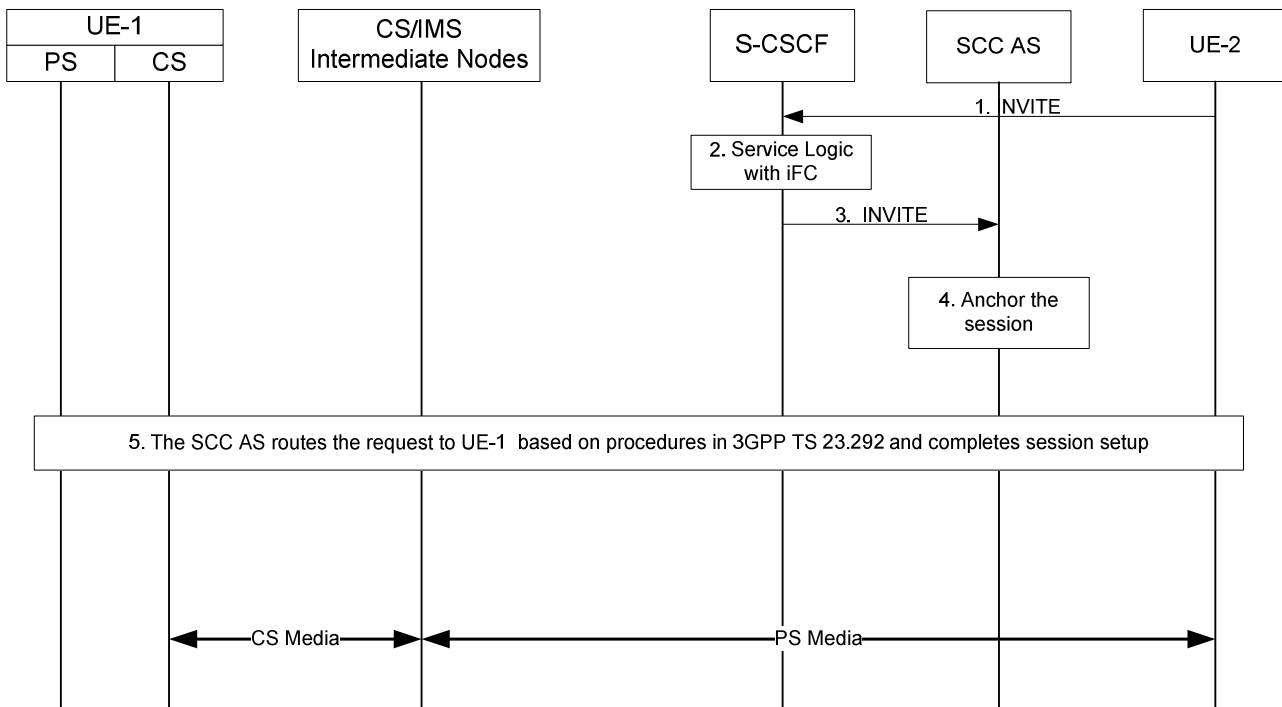 UE-1
PS CS
CS/IMS
Intermediate Nodes
S-CSCF
SCC AS
UE-2
1. NVITE
2. Service Logic
with iFC
3. INVITE
4. Anchor the
session
5. The SCC AS routes the request to UE-1 based on procedures in 3GPP TS 23.292 and completes session setup
CS Media
PS Media